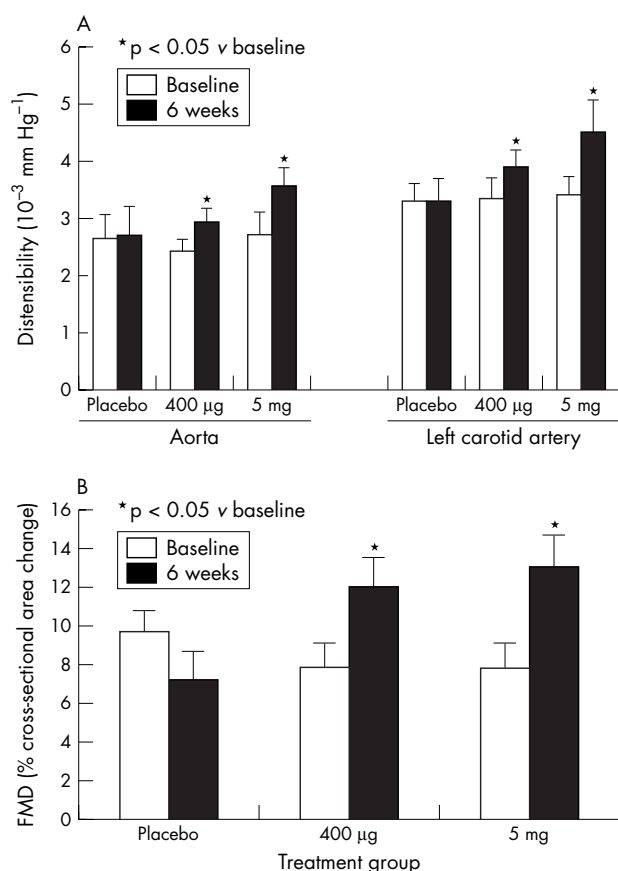 A
6
5
4
3
2
1
0
Distensibility (10⁻³ mm Hg⁻¹)
★p < 0.05 v baseline
Baseline
6 weeks
★ ★ ★ ★
Placebo 400 µg 5 mg Placebo 400 µg 5 mg
Aorta Left carotid artery
B
16
14
12
10
8
6
4
2
0
FMD (% cross-sectional area change)
★p < 0.05 v baseline
Baseline
6 weeks
★ ★
Placebo 400 µg 5 mg
Treatment group